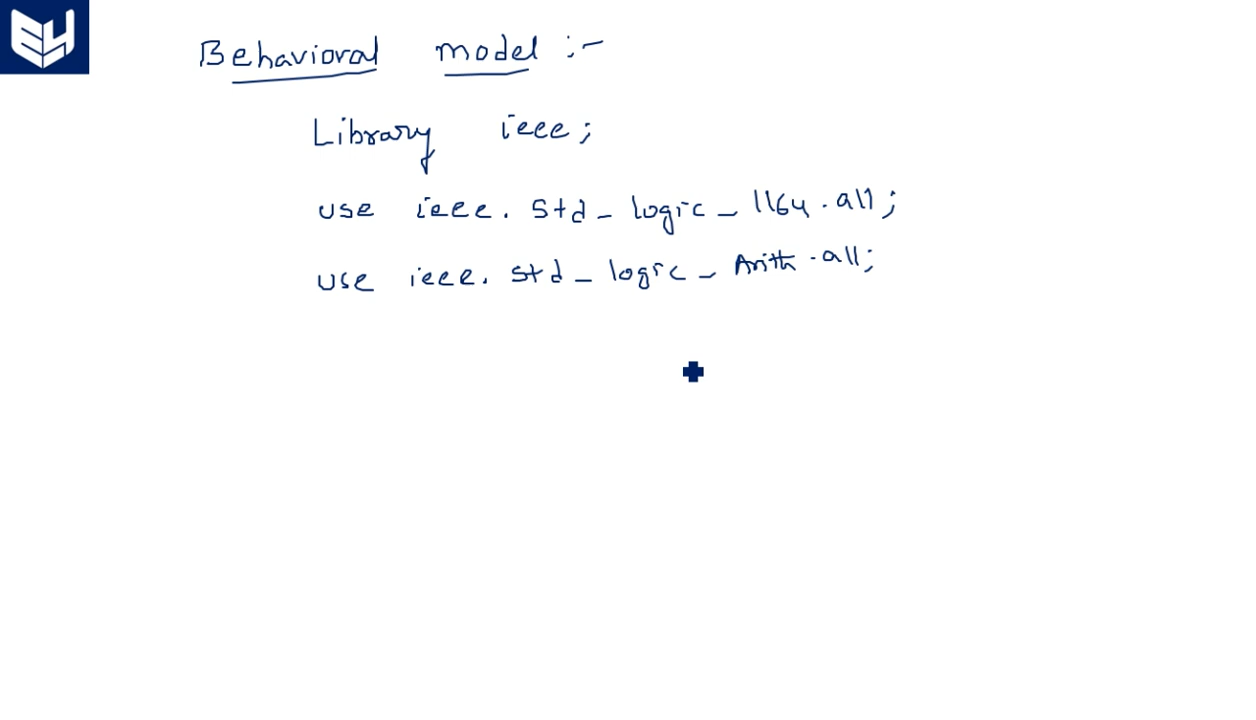 Behavioral model :-
Library ieee;
use ieee. std_logic_1164.all;
use ieee. std_logic_Arith.all;